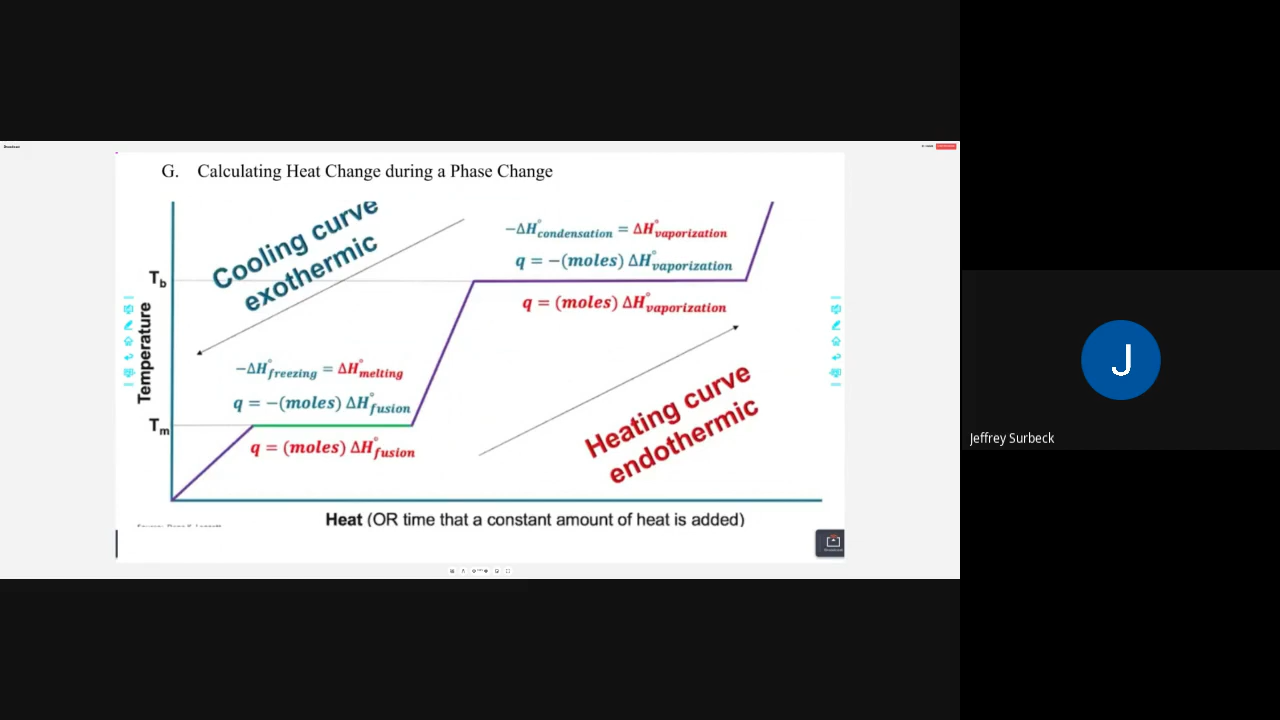 G. Calculating Heat Change during a Phase Change
Cooling curve
exothermic
−ΔH°condensation = ΔH°vaporization
q = −(moles) ΔH°vaporization
Tb
q = (moles) ΔH°vaporization
Temperature
−ΔH°freezing = ΔH°melting
q = −(moles) ΔH°fusion
Tm
q = (moles) ΔH°fusion
Heating curve
endothermic
Heat (OR time that a constant amount of heat is added)
J
Jeffrey Surbeck